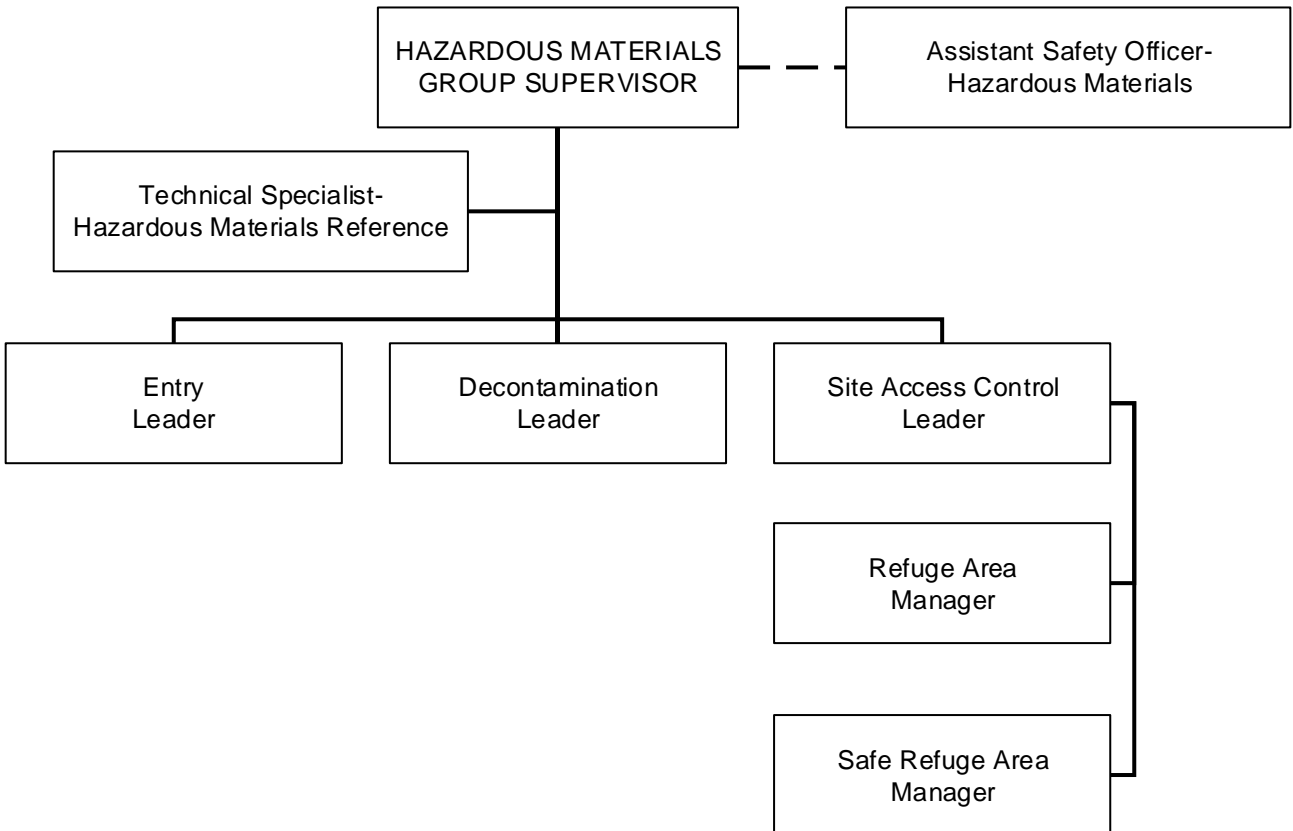 HAZARDOUS MATERIALS
GROUP SUPERVISOR
Assistant Safety Officer-
Hazardous Materials
Technical Specialist-
Hazardous Materials Reference
Entry
Leader
Decontamination
Leader
Site Access Control
Leader
Refuge Area
Manager
Safe Refuge Area
Manager